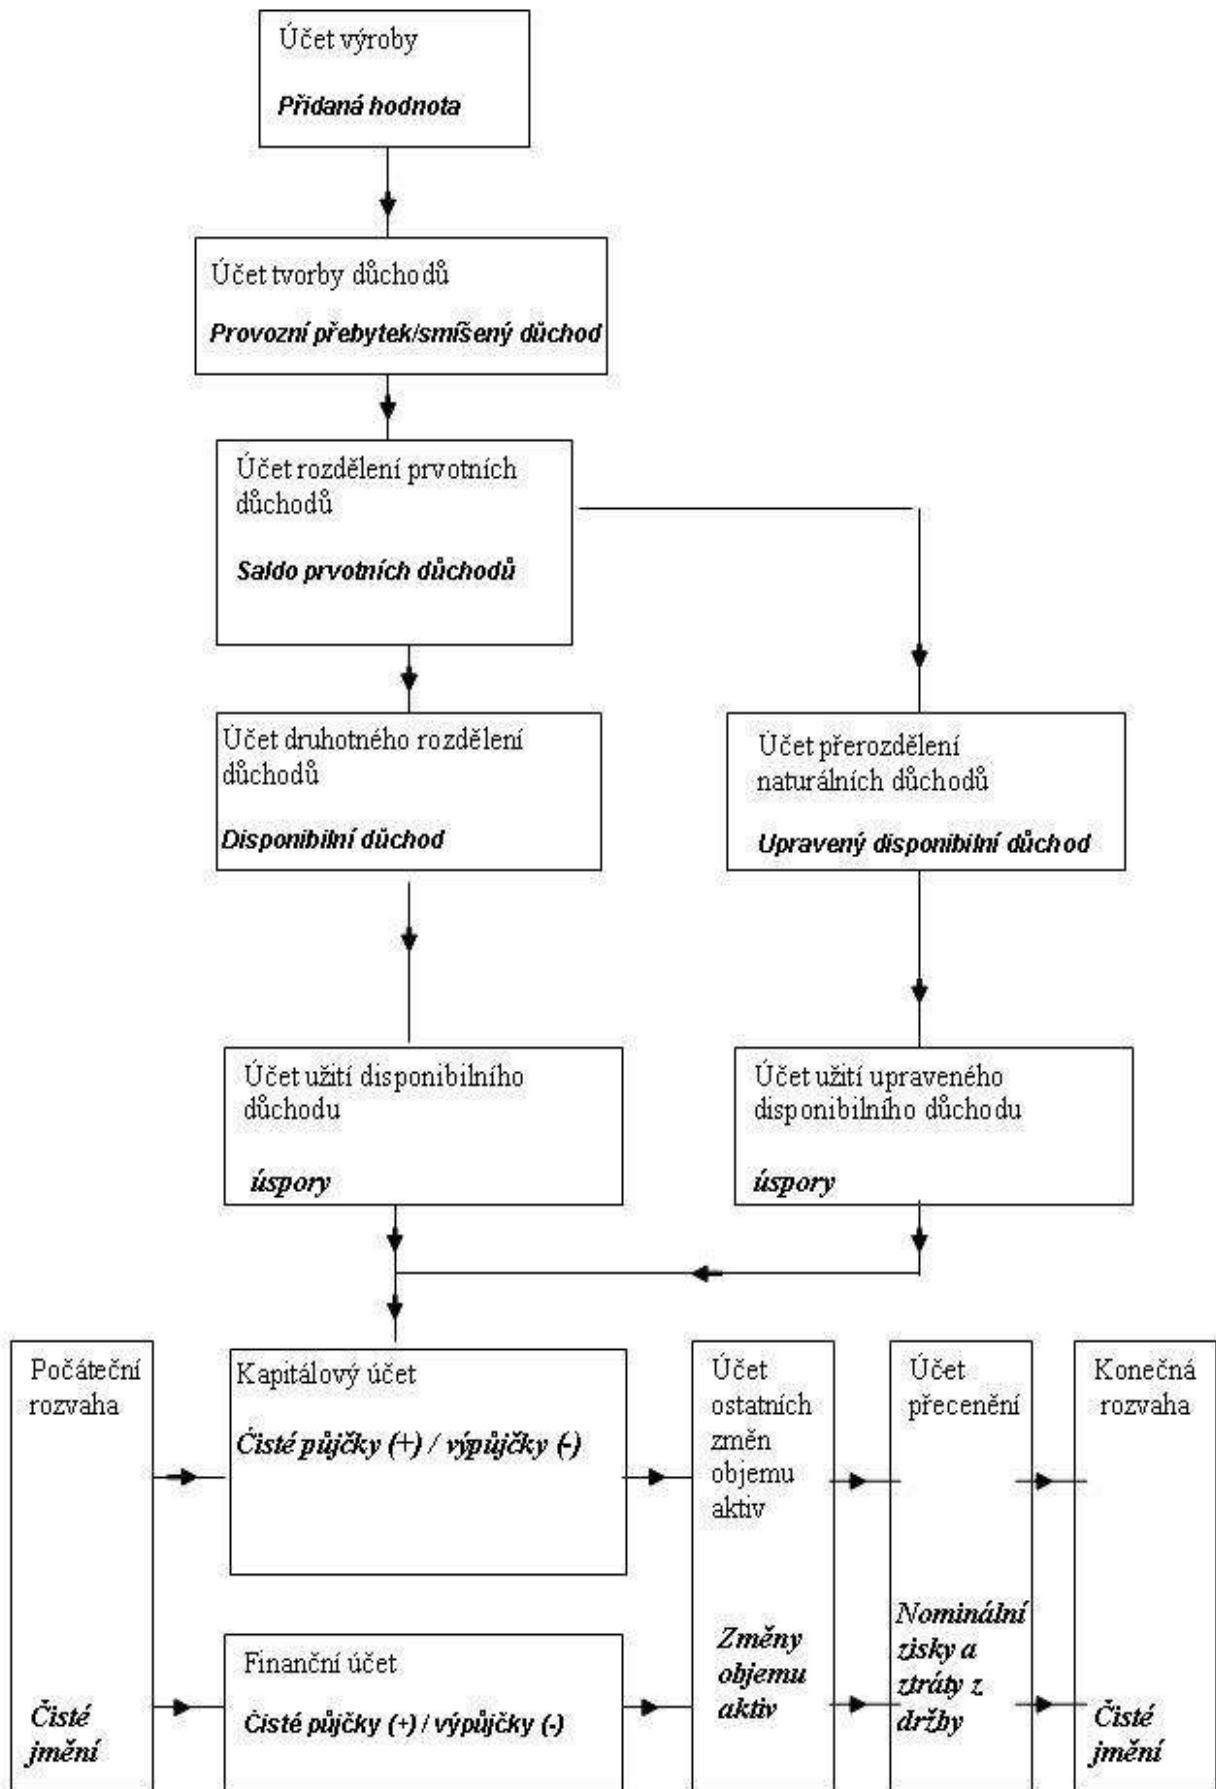 Účet výroby
Přidaná hodnota
Účet tvorby důchodů
Provozní přebytek/smíšený důchod
Účet rozdělení prvotních
důchodů
Saldo prvotních důchodů
Účet druhotného rozdělení
důchodů
Disponibilní důchod
Účet přerozdělení
naturálních důchodů
Upravený disponibilní důchod
Účet užití disponibilního
důchodu
úspory
Účet užití upraveného
disponibilního důchodu
úspory
Počáteční
rozvaha
Čisté
jmění
Kapitálový účet
Čisté půjčky (+) / výpůjčky (-)
Finanční účet
Čisté půjčky (+) / výpůjčky (-)
Účet
ostatních
změn
objemu
aktiv
Změny
objemu
aktiv
Účet
přecenění
Nominální
zisky a
ztráty z
držby
Konečná
rozvaha
Čisté
jmění